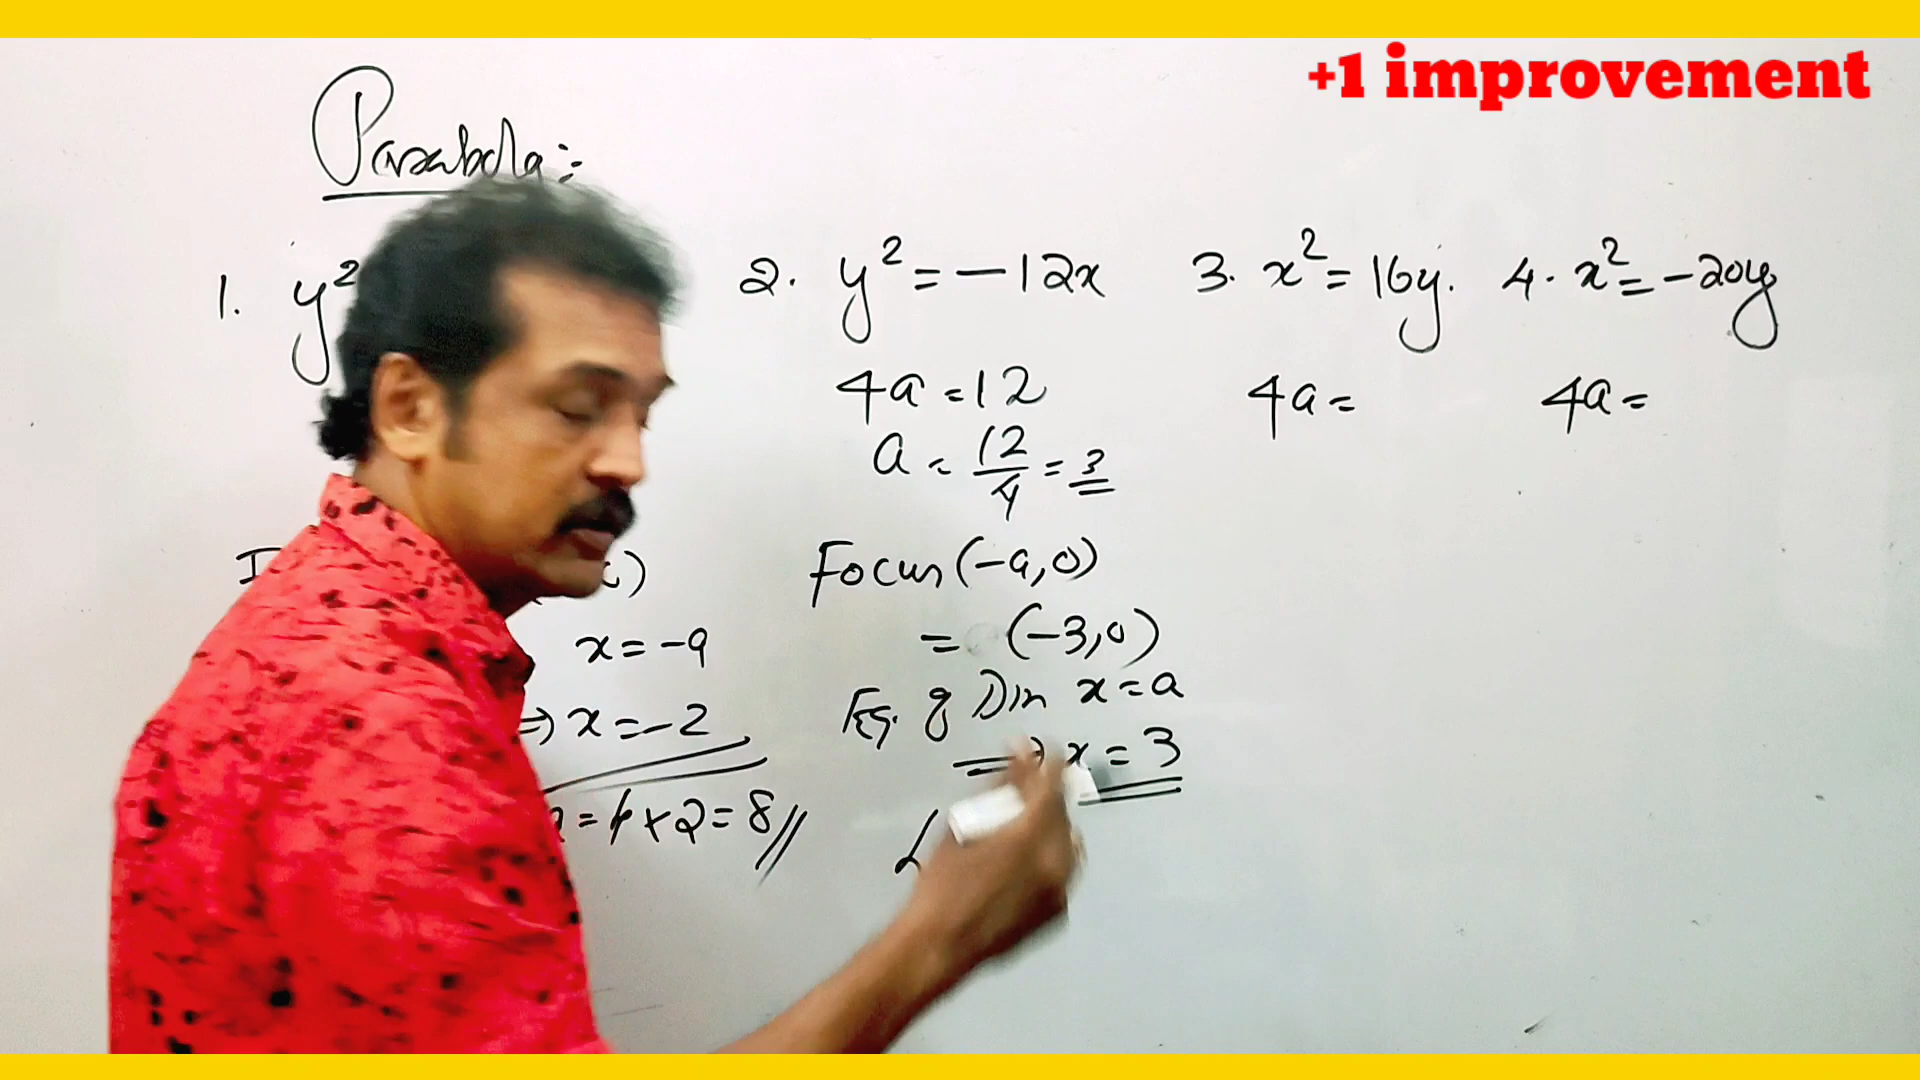 +1 improvement
Parabola:-
1. y²
2. y² = -12x
3. x² = 16y.
4. x² = -20y
4a = 12
4a =
4a =
a = 12/4 = 3
Focus (-a,0)
= (-3,0)
x = -a
Eq. of Dirx x = a
⇒ x = -2
⇒ x = 3
= 4 × 2 = 8 //
L